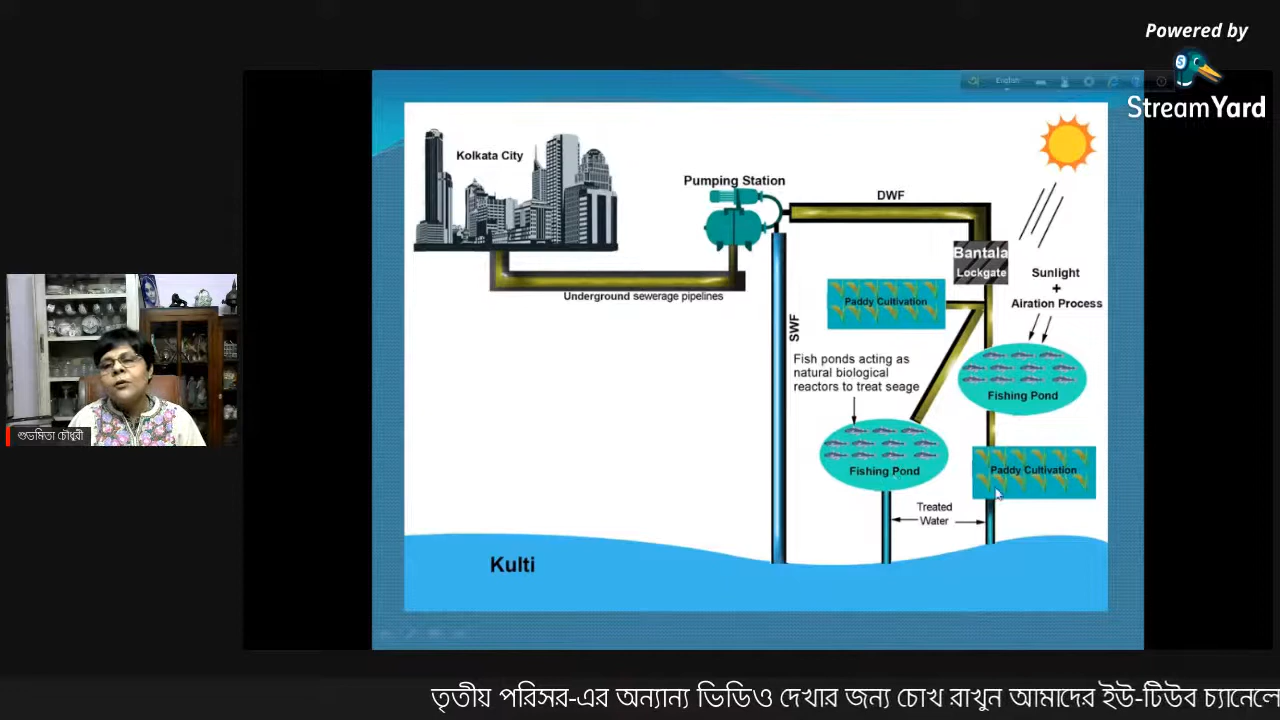 Powered by
StreamYard
English
Kolkata City
Pumping Station
DWF
Bantala
Lockgate
Sunlight
+
Airation Process
Underground sewerage pipelines
Paddy Cultivation
SWF
Fish ponds acting as
natural biological
reactors to treat seage
Fishing Pond
Fishing Pond
Paddy Cultivation
Treated
Water
Kulti
শুভমিতা চৌধুরী
তৃতীয় পরিসর-এর অন্যান্য ভিডিও দেখার জন্য চোখ রাখুন আমাদের ইউ-টিউব চ্যানেলে